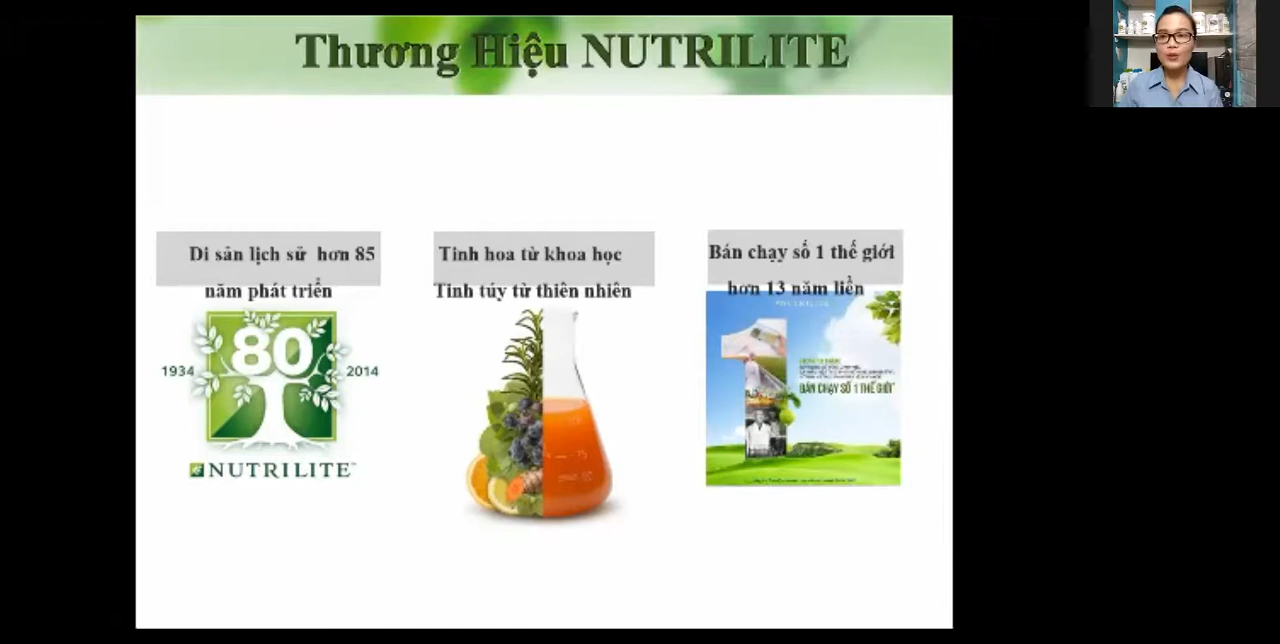 Thương Hiệu NUTRILITE
Di sản lịch sử hơn 85
năm phát triển
Tinh hoa từ khoa học
Tinh túy từ thiên nhiên
Bán chạy số 1 thế giới
hơn 13 năm liền
80
1934
2014
NUTRILITE
BÁN CHẠY SỐ 1 THẾ GIỚI